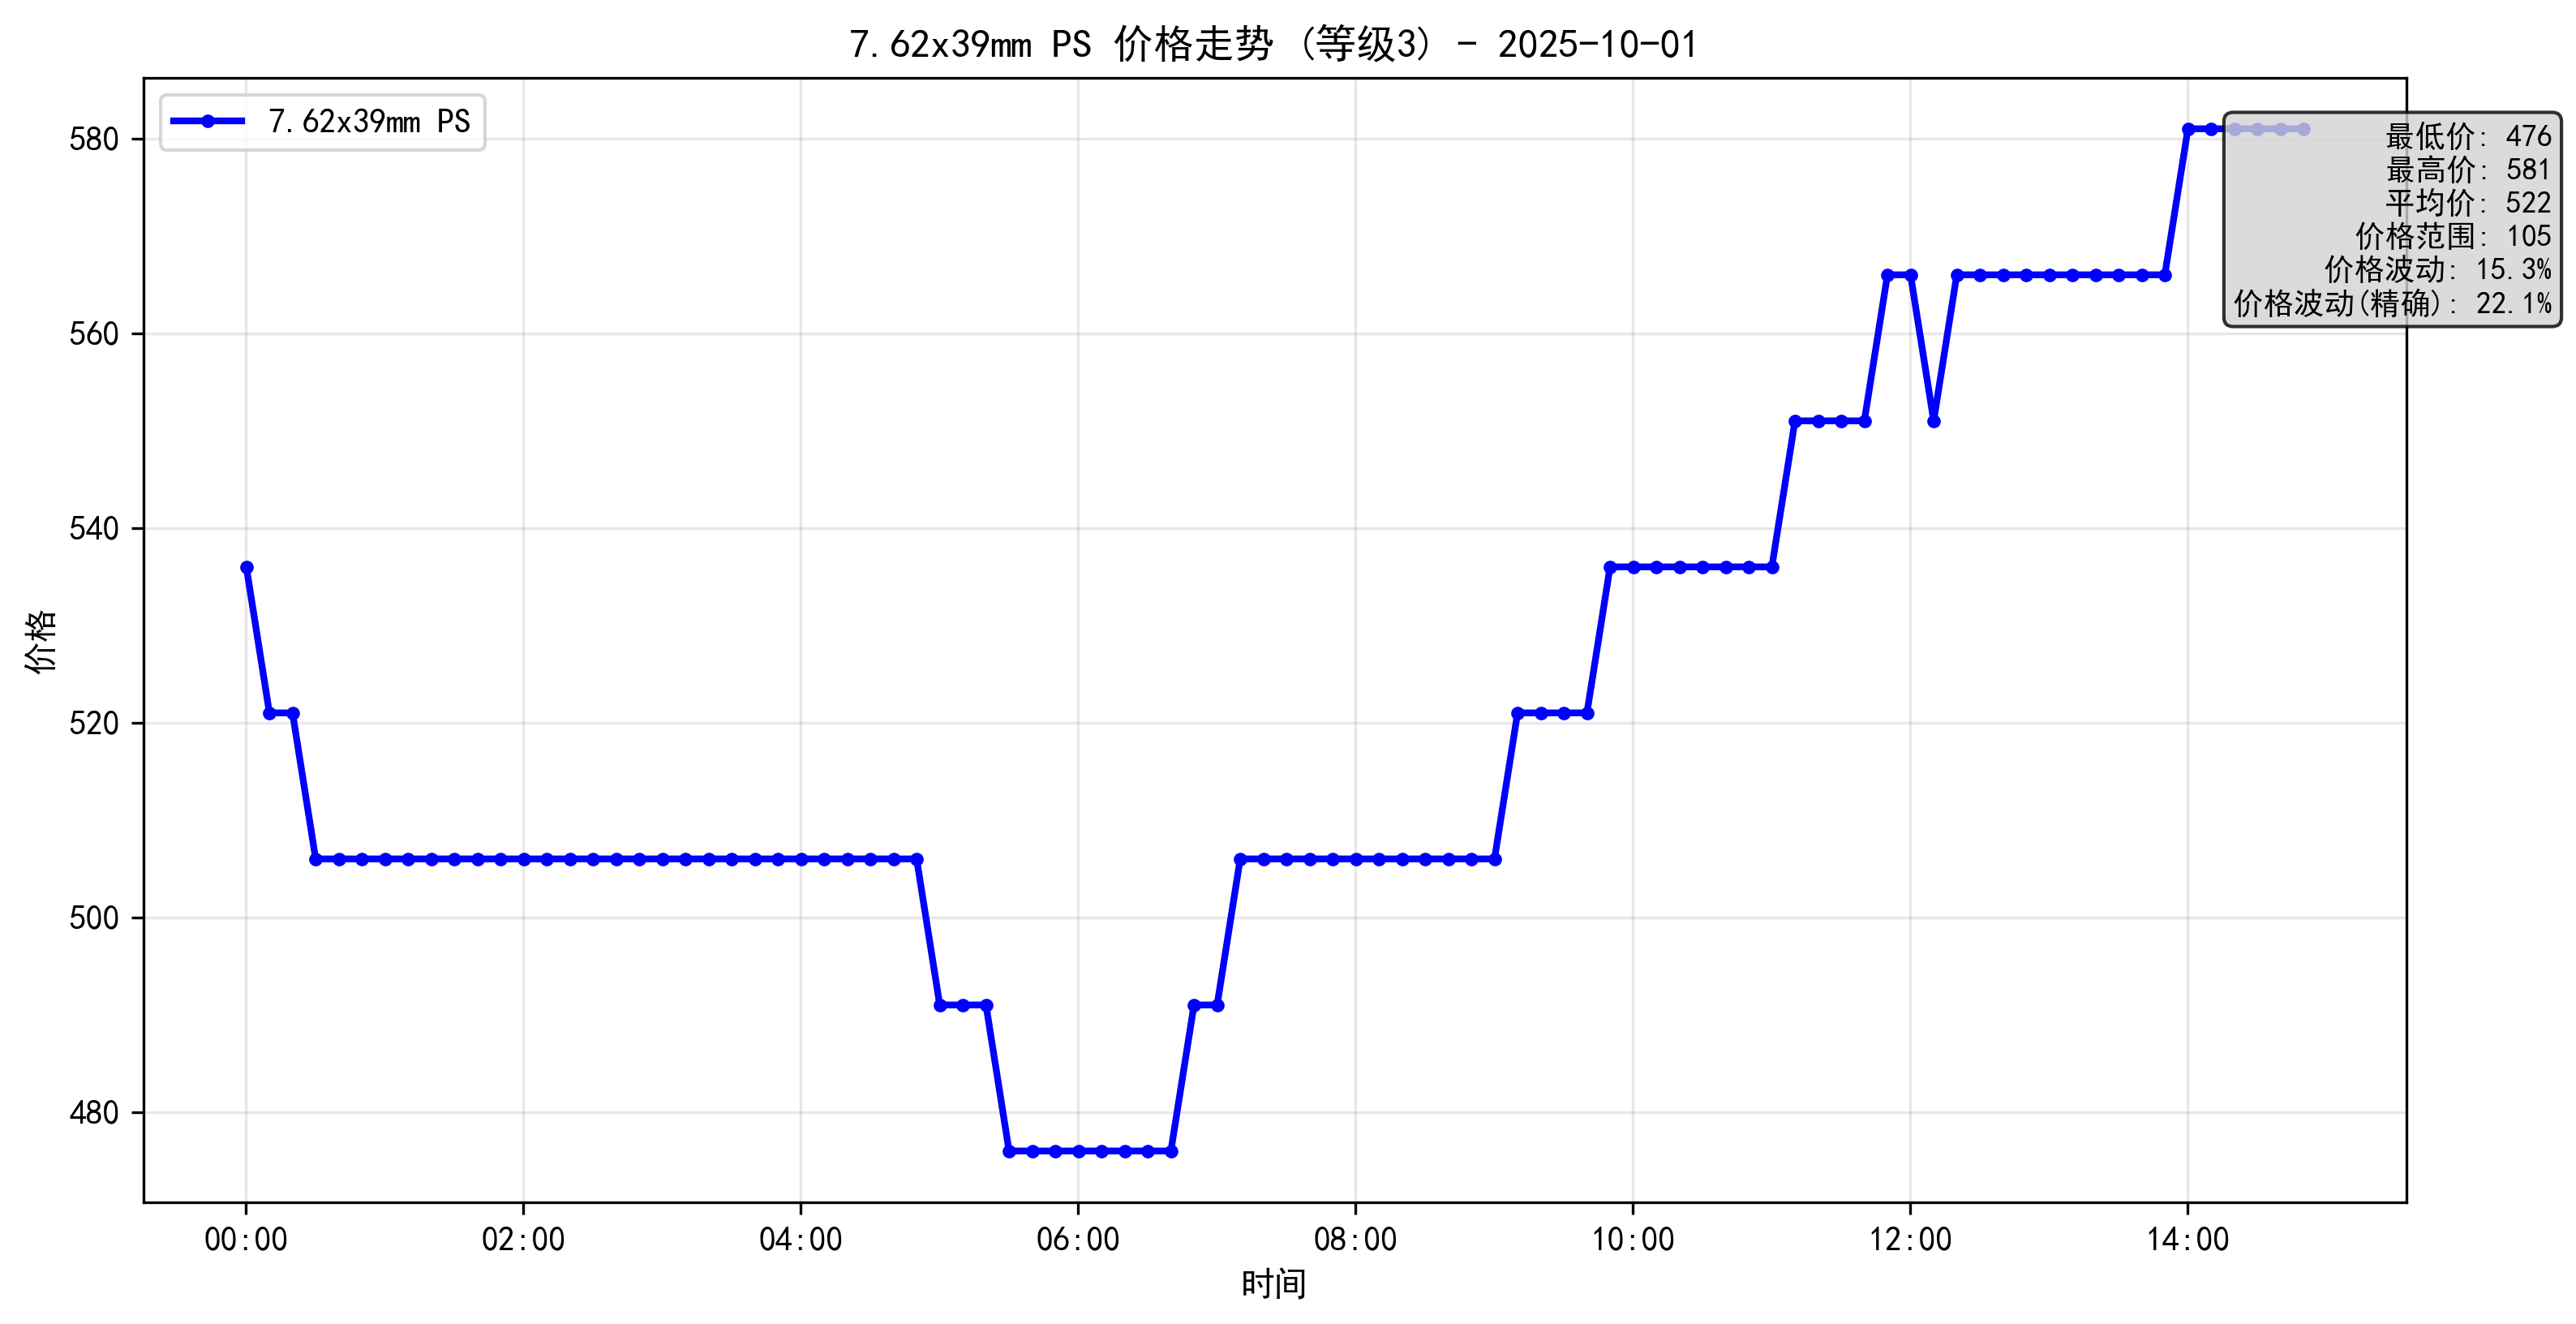 7.62x39mm PS 价格走势 (等级3) - 2025-10-01
7.62x39mm PS
最低价: 476
最高价: 581
平均价: 522
价格范围: 105
价格波动: 15.3%
价格波动(精确): 22.1%
价格
580
560
540
520
500
480
00:00 02:00 04:00 06:00 08:00 10:00 12:00 14:00
时间